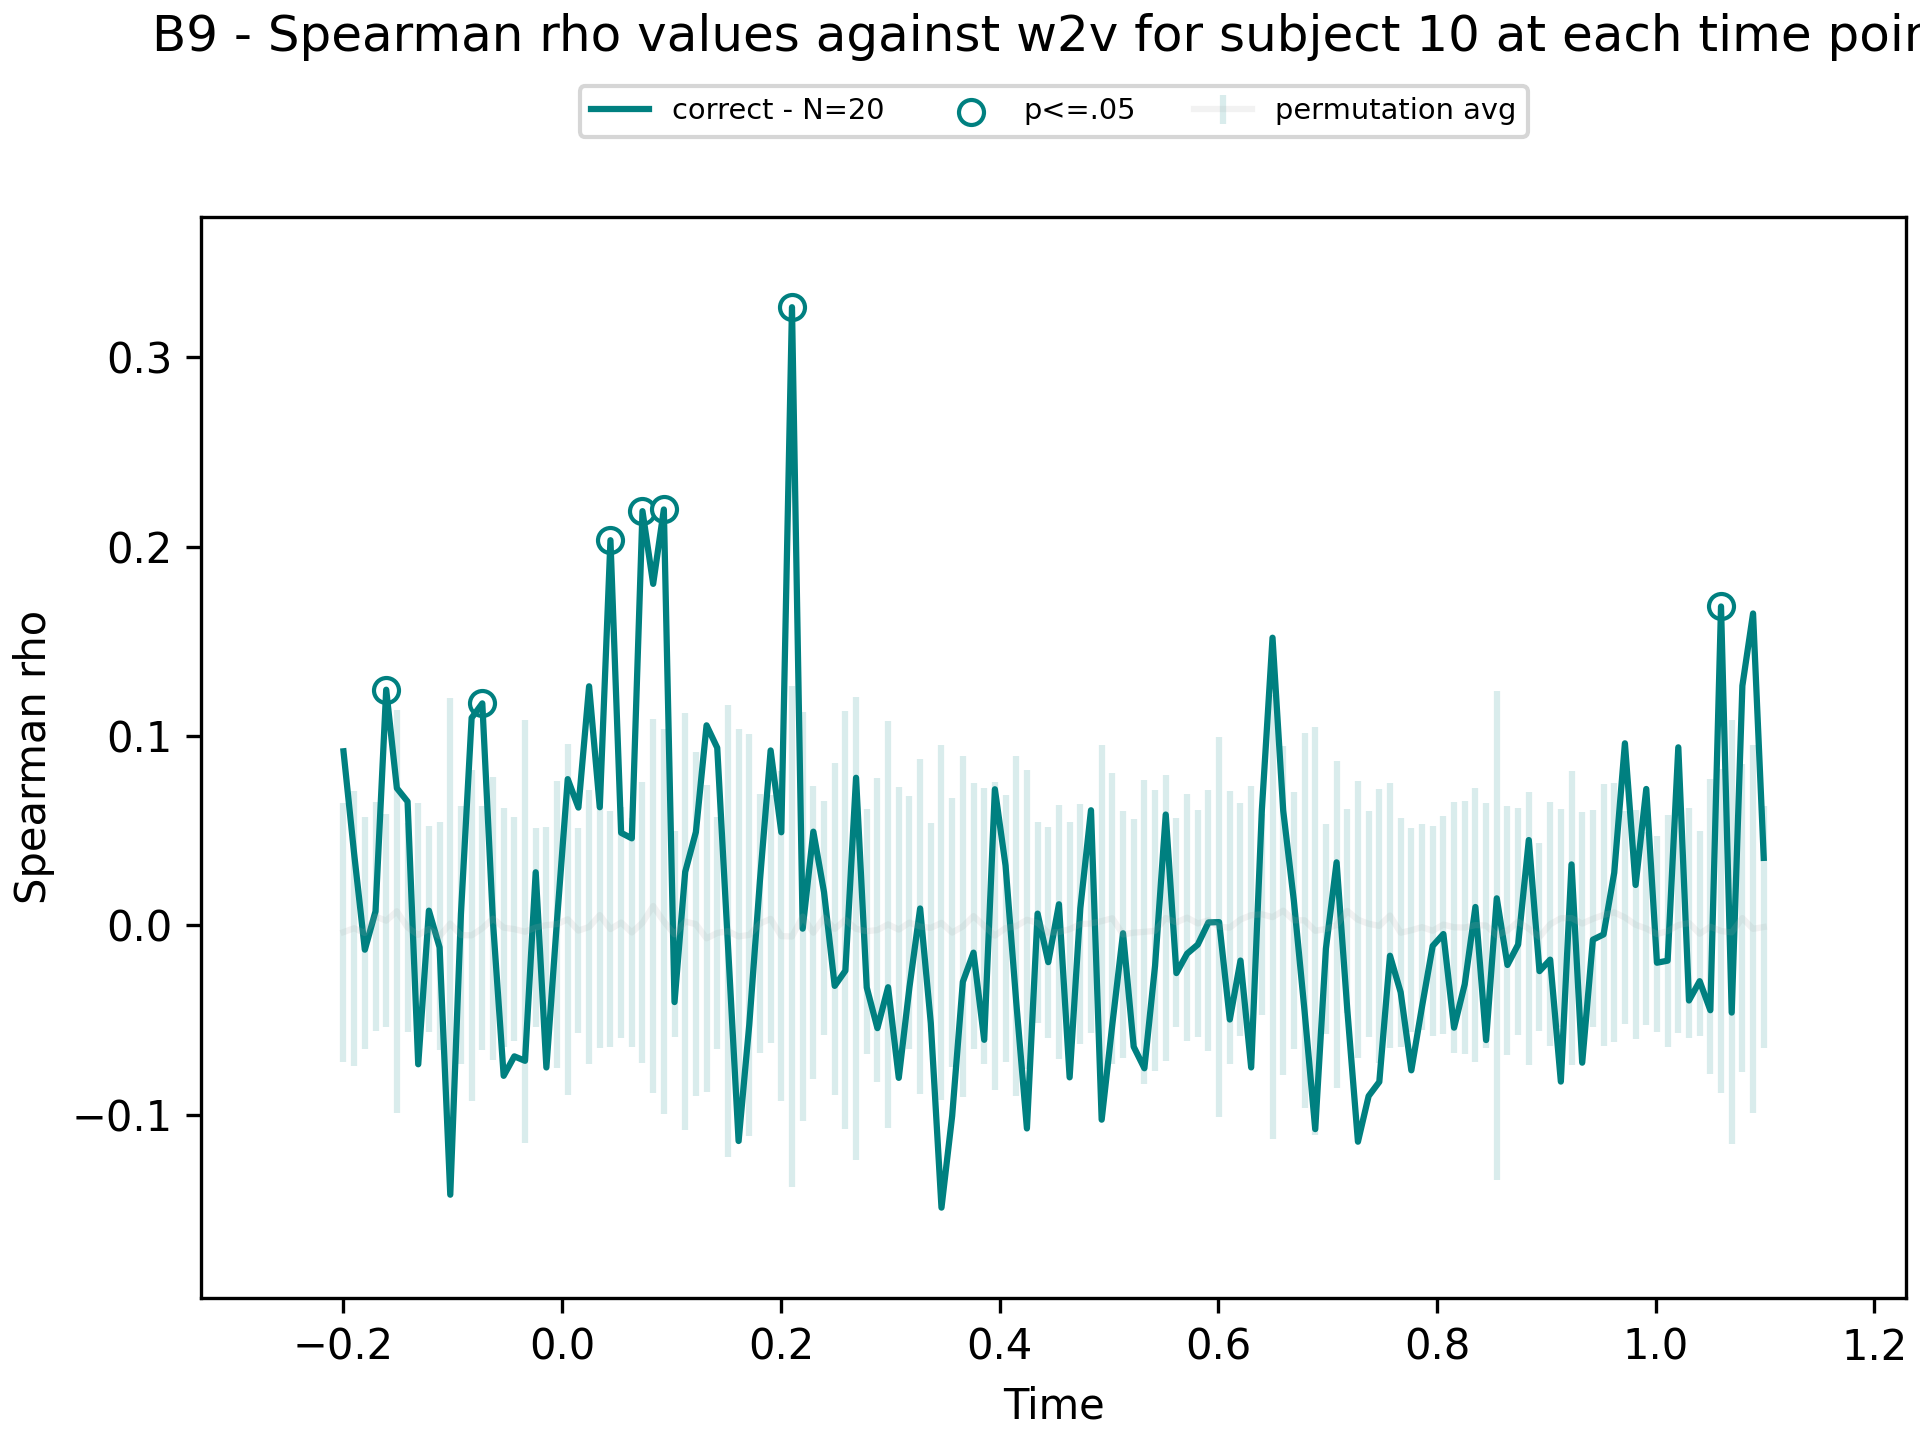 B9 - Spearman rho values against w2v for subject 10 at each time
correct - N=20 p<=.05 permutation avg
Spearman rho
0.3
0.2
0.1
0.0
−0.1
−0.2 0.0 0.2 0.4 0.6 0.8 1.0 1.2
Time